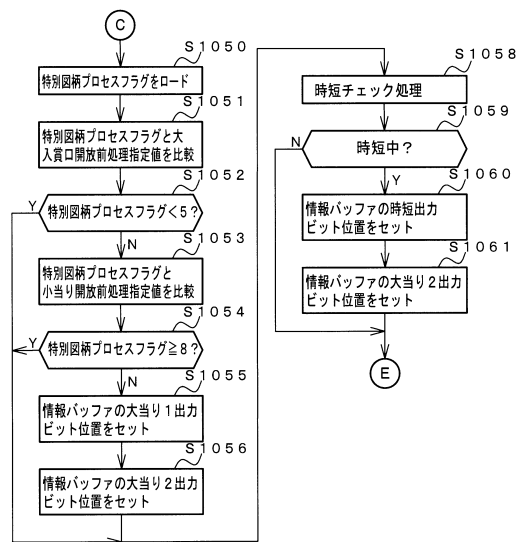 C
S1050
特別図柄プロセスフラグをロード
S1051
特別図柄プロセスフラグと大
入賞口開放前処理指定値を比較
S1052
Y
特別図柄プロセスフラグ<5?
N
S1053
特別図柄プロセスフラグと
小当り開放前処理指定値を比較
S1054
Y
特別図柄プロセスフラグ≧8?
N
S1055
情報バッファの大当り1出力
ビット位置をセット
S1056
情報バッファの大当り2出力
ビット位置をセット
S1058
時短チェック処理
S1059
N
時短中?
Y
S1060
情報バッファの時短出力
ビット位置をセット
S1061
情報バッファの大当り2出力
ビット位置をセット
E